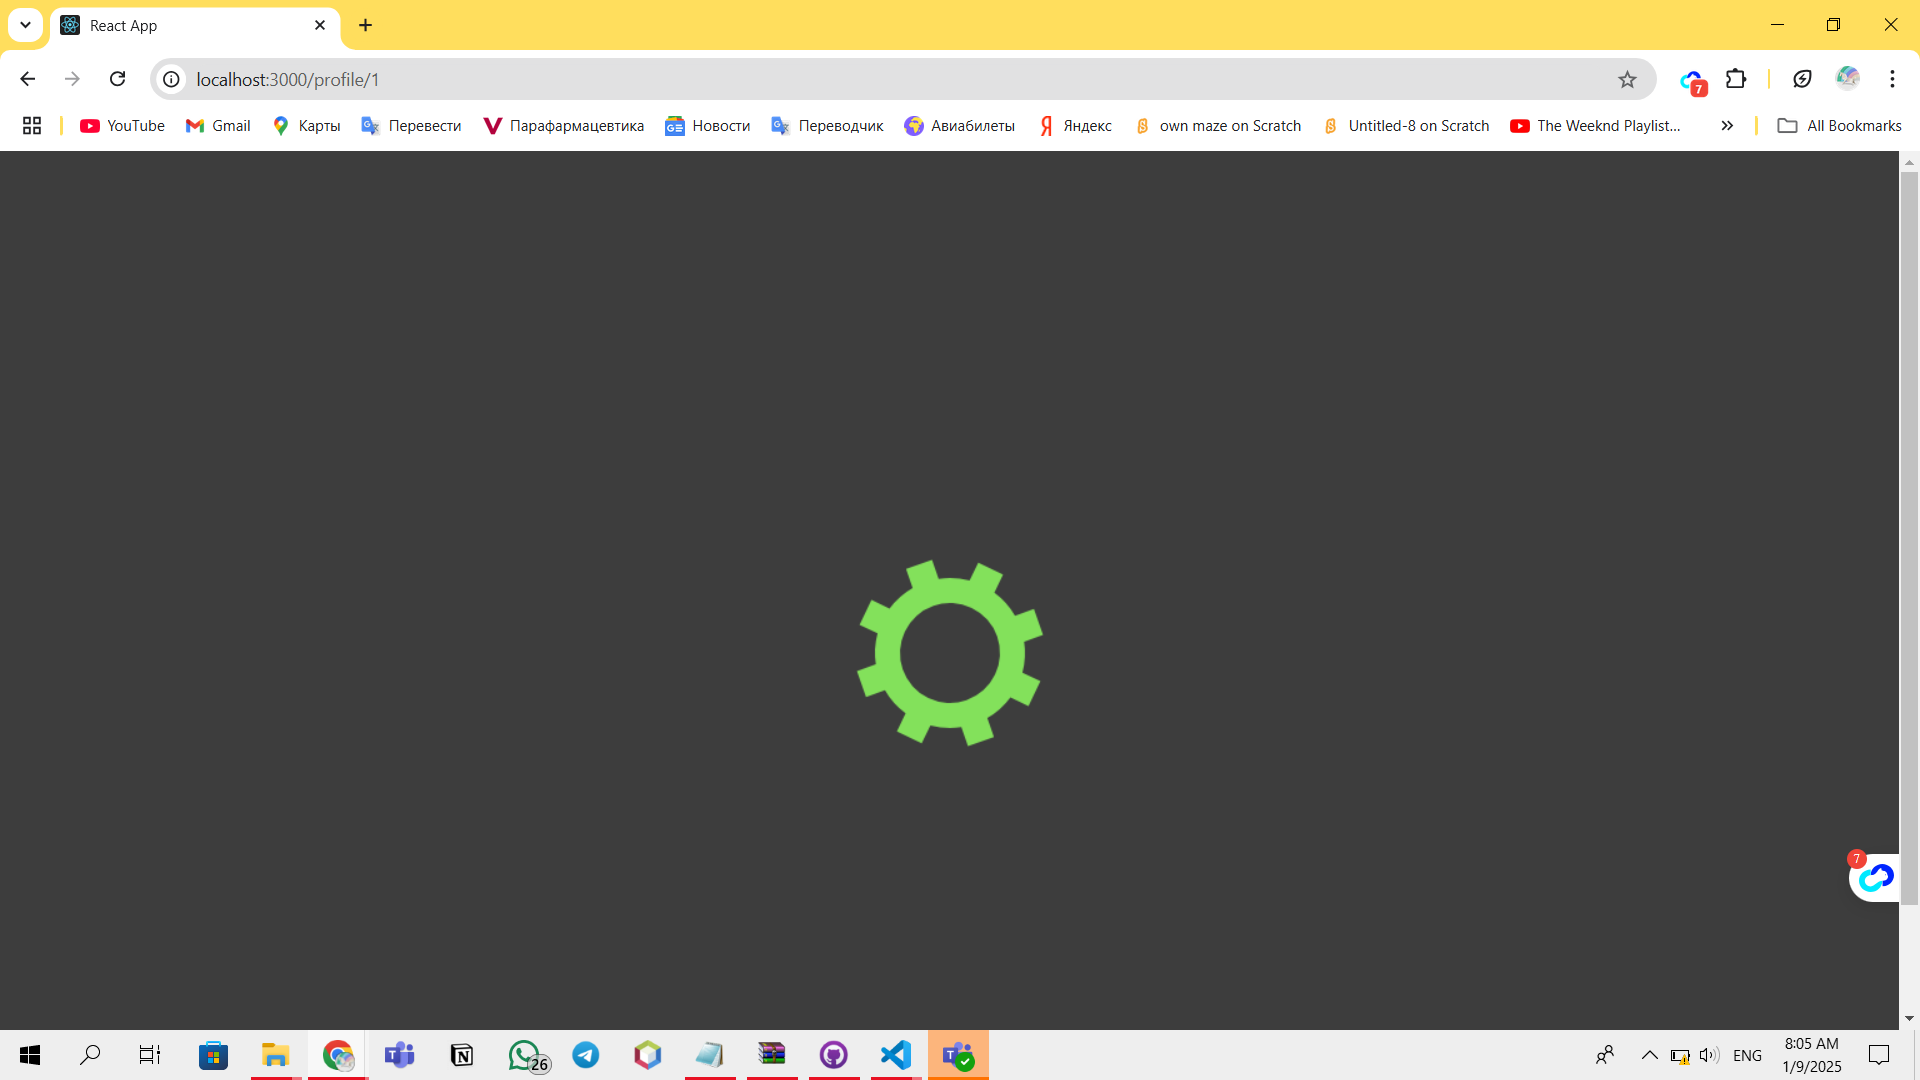 React App
localhost:3000/profile/1
7
YouTube Gmail Карты Перевести Парафармацевтика Новости Переводчик Авиабилеты Яндекс own maze on Scratch Untitled-8 on Scratch The Weeknd Playlist... All Bookmarks
7
26 ENG 8:05 AM
1/9/2025